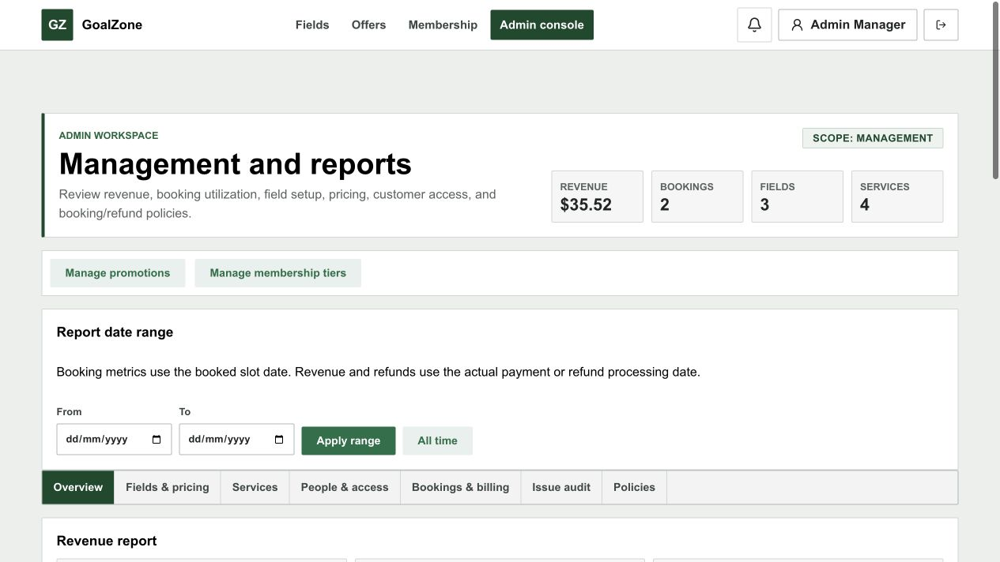 GZ GoalZone Fields Offers Membership Admin console Admin Manager
ADMIN WORKSPACE
SCOPE: MANAGEMENT
Management and reports
Review revenue, booking utilization, field setup, pricing, customer access, and
booking/refund policies.
REVENUE BOOKINGS FIELDS SERVICES
$35.52 2 3 4
Manage promotions Manage membership tiers
Report date range
Booking metrics use the booked slot date. Revenue and refunds use the actual payment or refund processing date.
From To
dd/mm/yyyy dd/mm/yyyy Apply range All time
Overview Fields & pricing Services People & access Bookings & billing Issue audit Policies
Revenue report